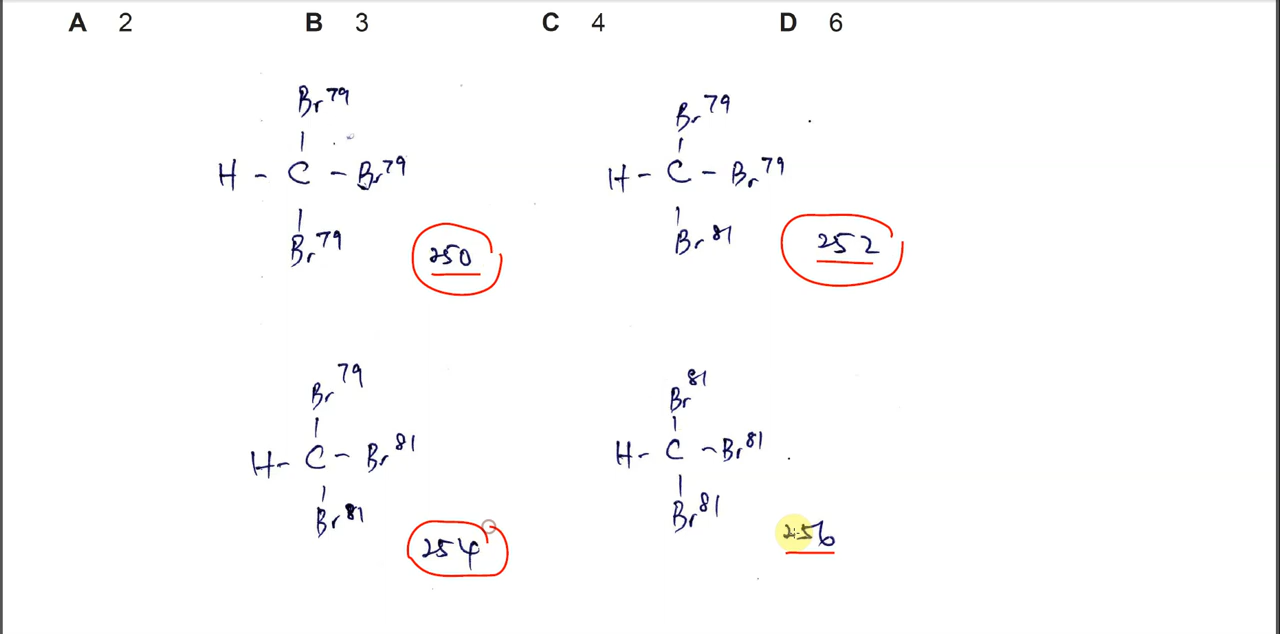 A 2 B 3 C 4 D 6
Br79
H - C - Br79
Br79
250
Br79
H - C - Br79
Br81
252
Br79
H - C - Br81
Br81
254
Br81
H - C - Br81
Br81
256